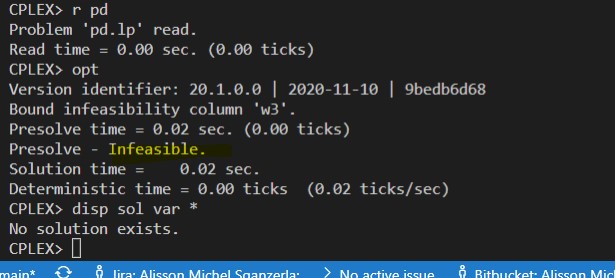 CPLEX> r pd
Problem 'pd.lp' read.
Read time = 0.00 sec. (0.00 ticks)
CPLEX> opt
Version identifier: 20.1.0.0 | 2020-11-10 | 9bedb6d68
Bound infeasibility column 'w3'.
Presolve time = 0.02 sec. (0.00 ticks)
Presolve - Infeasible.
Solution time =    0.02 sec.
Deterministic time = 0.00 ticks  (0.02 ticks/sec)
CPLEX> disp sol var *
No solution exists.
CPLEX>
main* Jira: Alisson Michel Sganzerla: No active issue Bitbucket: Alisson Mic